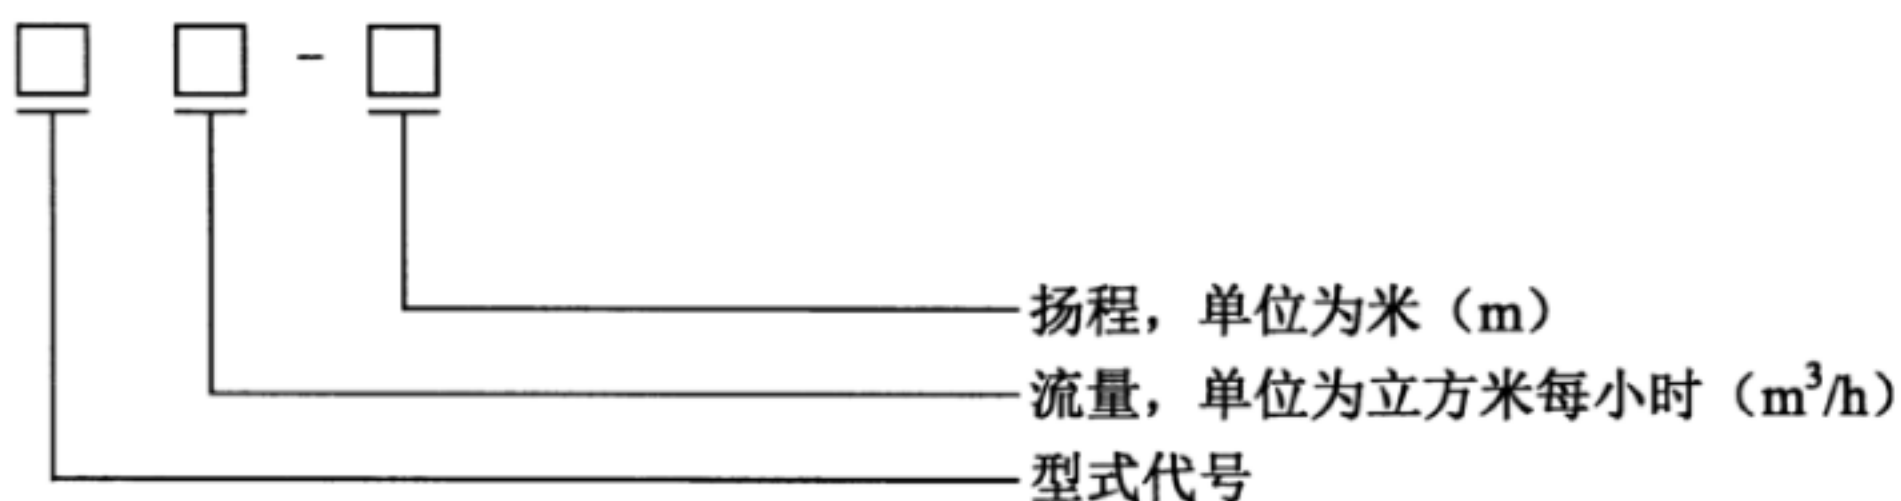 □ □ - □
扬程，单位为米（m）
流量，单位为立方米每小时（m³/h）
型式代号